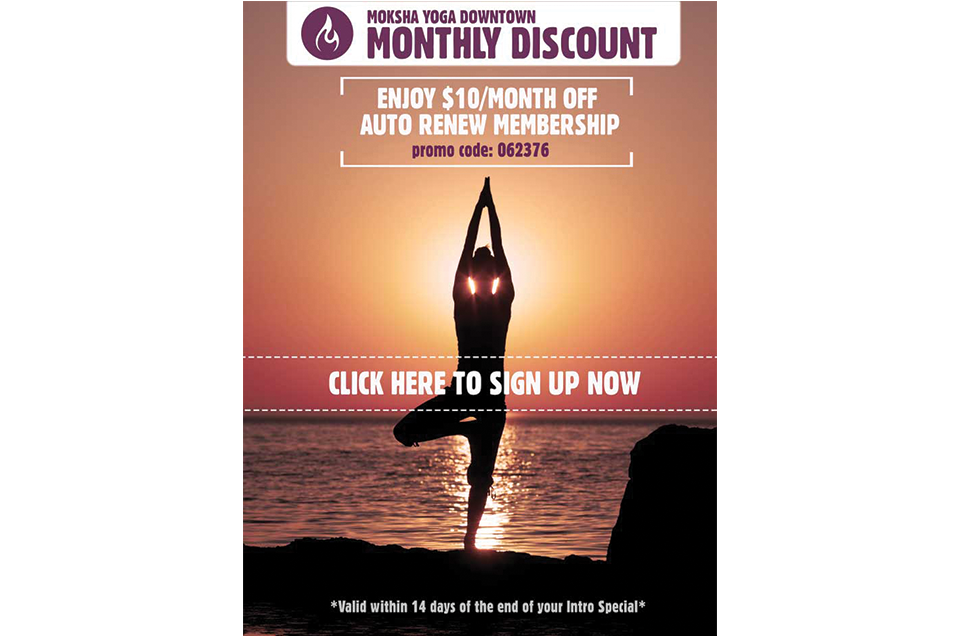 MOKSHA YOGA DOWNTOWN
MONTHLY DISCOUNT
ENJOY $10/MONTH OFF
AUTO RENEW MEMBERSHIP
promo code: 062376
CLICK HERE TO SIGN UP NOW
*Valid within 14 days of the end of your Intro Special*